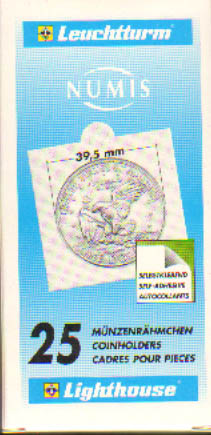 Leuchtturm
NUMIS
39,5 mm
SELBSTKLEBEND
SELF-ADHESIVE
AUTOCOLLANTS
25
MÜNZENRÄHMCHEN
COINHOLDERS
CADRES POUR PIECES
Lighthouse